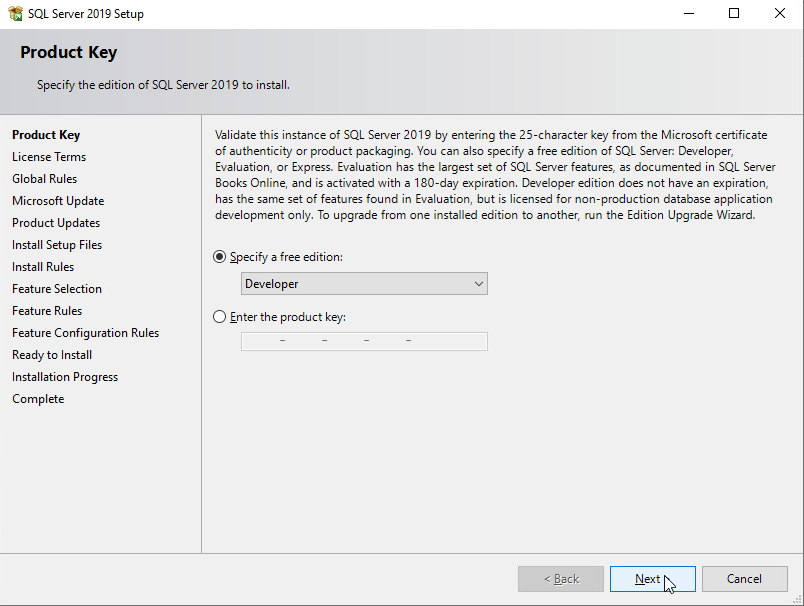 SQL Server 2019 Setup
Product Key
Specify the edition of SQL Server 2019 to install.
Product Key
License Terms
Global Rules
Microsoft Update
Product Updates
Install Setup Files
Install Rules
Feature Selection
Feature Rules
Feature Configuration Rules
Ready to Install
Installation Progress
Complete
Validate this instance of SQL Server 2019 by entering the 25-character key from the Microsoft certificate
of authenticity or product packaging. You can also specify a free edition of SQL Server: Developer,
Evaluation, or Express. Evaluation has the largest set of SQL Server features, as documented in SQL Server
Books Online, and is activated with a 180-day expiration. Developer edition does not have an expiration,
has the same set of features found in Evaluation, but is licensed for non-production database application
development only. To upgrade from one installed edition to another, run the Edition Upgrade Wizard.
Specify a free edition:
Developer
Enter the product key:
- - - -
< Back
Next
Cancel